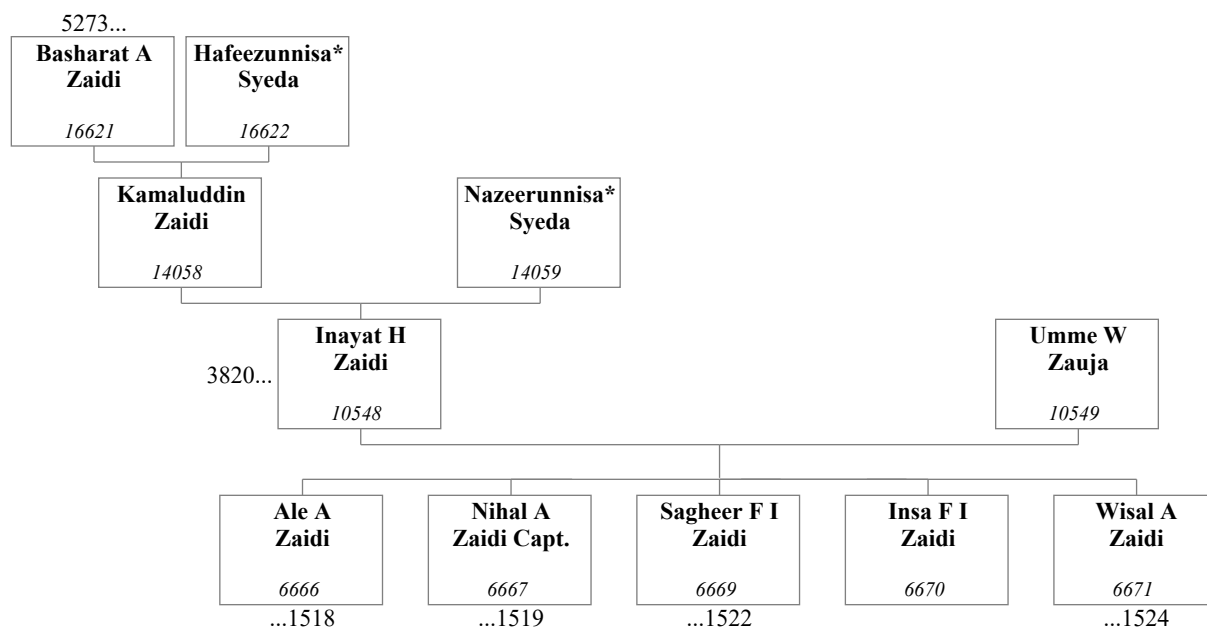 5273...
Basharat A
Zaidi
16621
Hafeezunnisa*
Syeda
16622
Kamaluddin
Zaidi
14058
Nazeerunnisa*
Syeda
14059
3820...
Inayat H
Zaidi
10548
Umme W
Zauja
10549
Ale A
Zaidi
6666
...1518
Nihal A
Zaidi Capt.
6667
...1519
Sagheer F I
Zaidi
6669
...1522
Insa F I
Zaidi
6670
Wisal A
Zaidi
6671
...1524